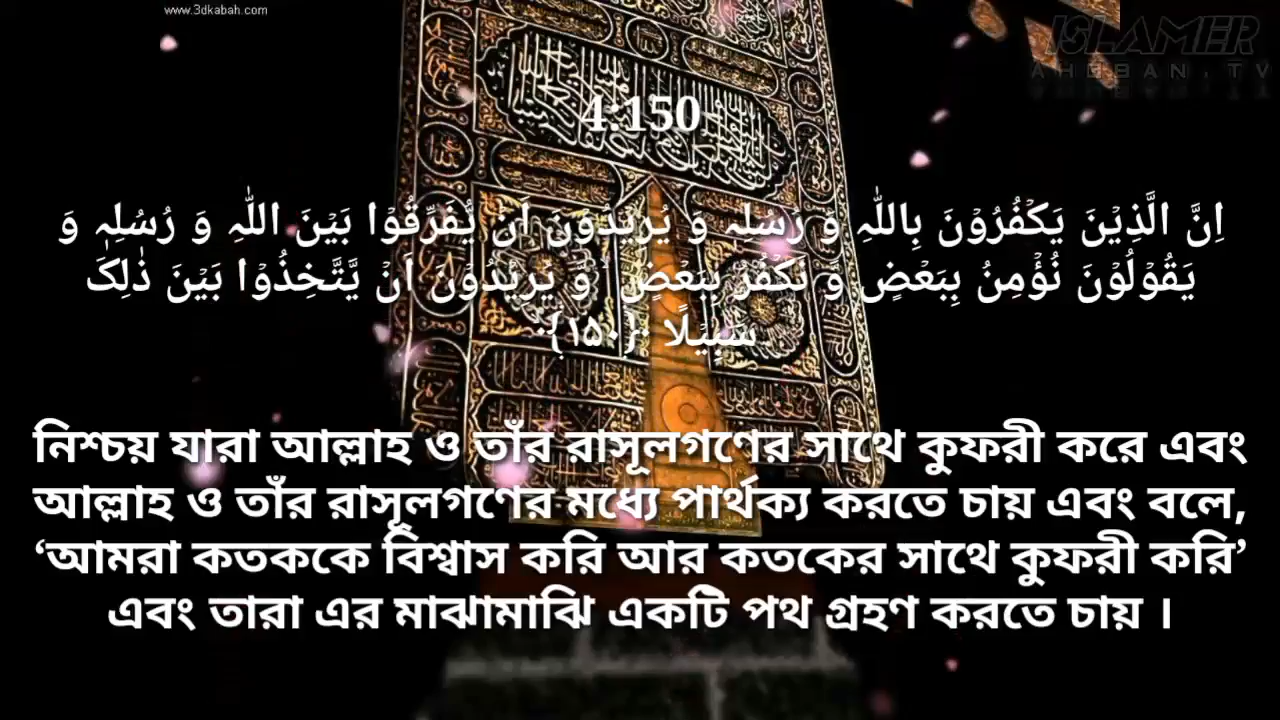 www.3dkabah.com
ISLAMER
AHOBAN.TV
4:150
اِنَّ الَّذِیۡنَ یَکۡفُرُوۡنَ بِاللّٰہِ وَ رُسُلِہٖ وَ یُرِیۡدُوۡنَ اَنۡ یُّفَرِّقُوۡا بَیۡنَ اللّٰہِ وَ رُسُلِہٖ وَ
یَقُوۡلُوۡنَ نُؤۡمِنُ بِبَعۡضٍ وَّ نَکۡفُرُ بِبَعۡضٍ ۙ وَّ یُرِیۡدُوۡنَ اَنۡ یَّتَّخِذُوۡا بَیۡنَ ذٰلِکَ
سَبِیۡلًا ﴿۱۵۰﴾ۙ
নিশ্চয় যারা আল্লাহ ও তাঁর রাসূলগণের সাথে কুফরী করে এবং
আল্লাহ ও তাঁর রাসূলগণের মধ্যে পার্থক্য করতে চায় এবং বলে,
‘আমরা কতককে বিশ্বাস করি আর কতকের সাথে কুফরী করি’
এবং তারা এর মাঝামাঝি একটি পথ গ্রহণ করতে চায় ।